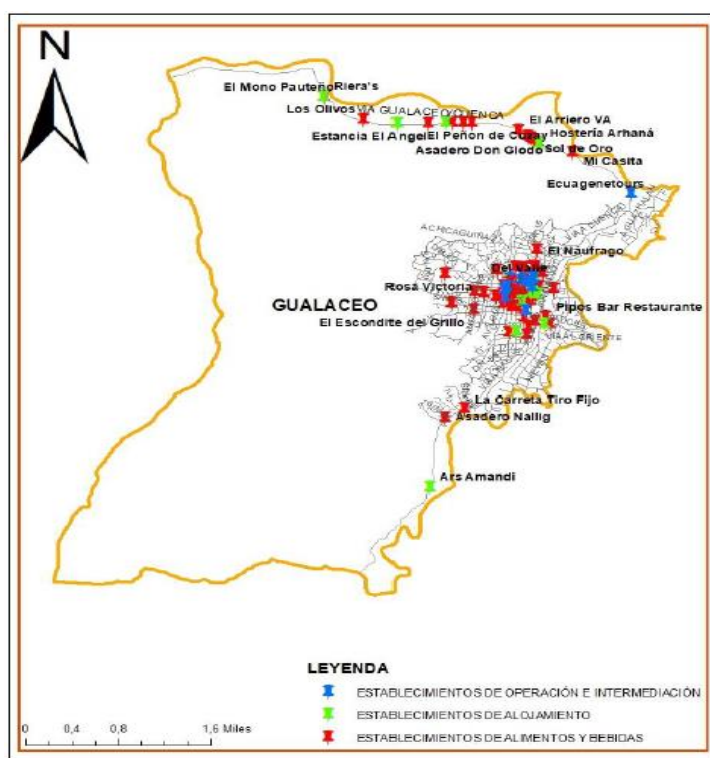 N
El Mono Pauteño
Riera's
Los Olivos
VIA GUALACEO/CUENCA
El Arriero VA
Estancia El Angel
El Peñon de Cuzay
Hostería Arhaná
Asadero Don Giodo
Sol de Oro
Mi Casita
Ecuagenetours
El Naufrago
Del Valle
Rosa Victoria
GUALACEO
Pipos Bar Restaurante
El Escondite del Grillo
La Carreta Tiro Fijo
Asadero Nallig
Ars Amandi
LEYENDA
ESTABLECIMIENTOS DE OPERACIÓN E INTERMEDIACIÓN
ESTABLECIMIENTOS DE ALOJAMIENTO
ESTABLECIMIENTOS DE ALIMENTOS Y BEBIDAS
0 0,4 0,8 1,6 Miles